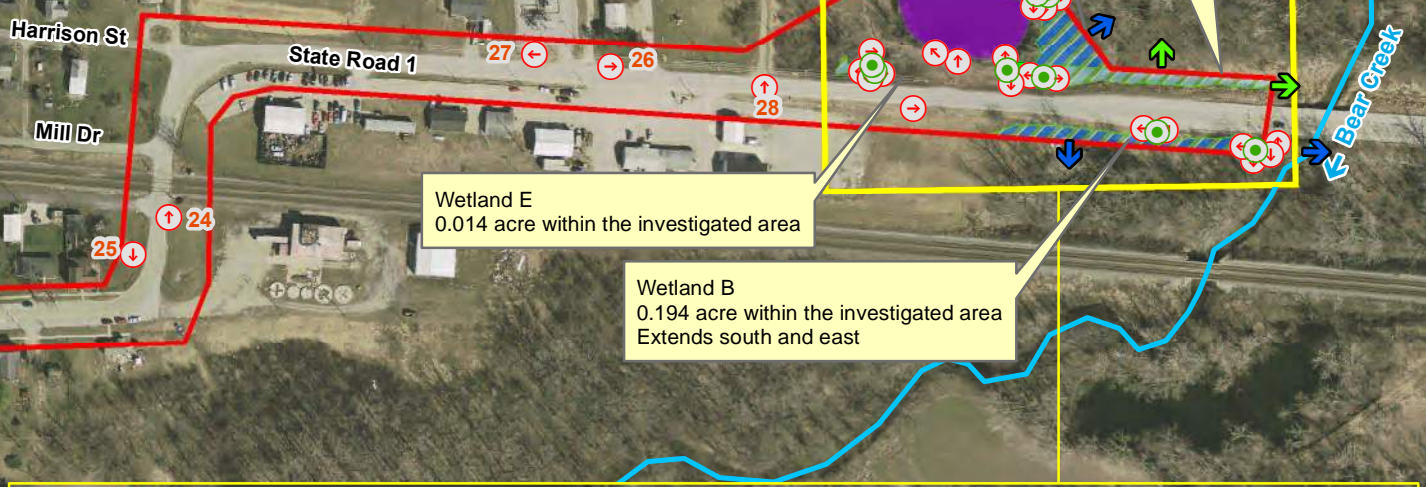 Harrison St
State Road 1
27
26
28
Mill Dr
Bear Creek
Wetland E
0.014 acre within the investigated area
24
25
Wetland B
0.194 acre within the investigated area
Extends south and east